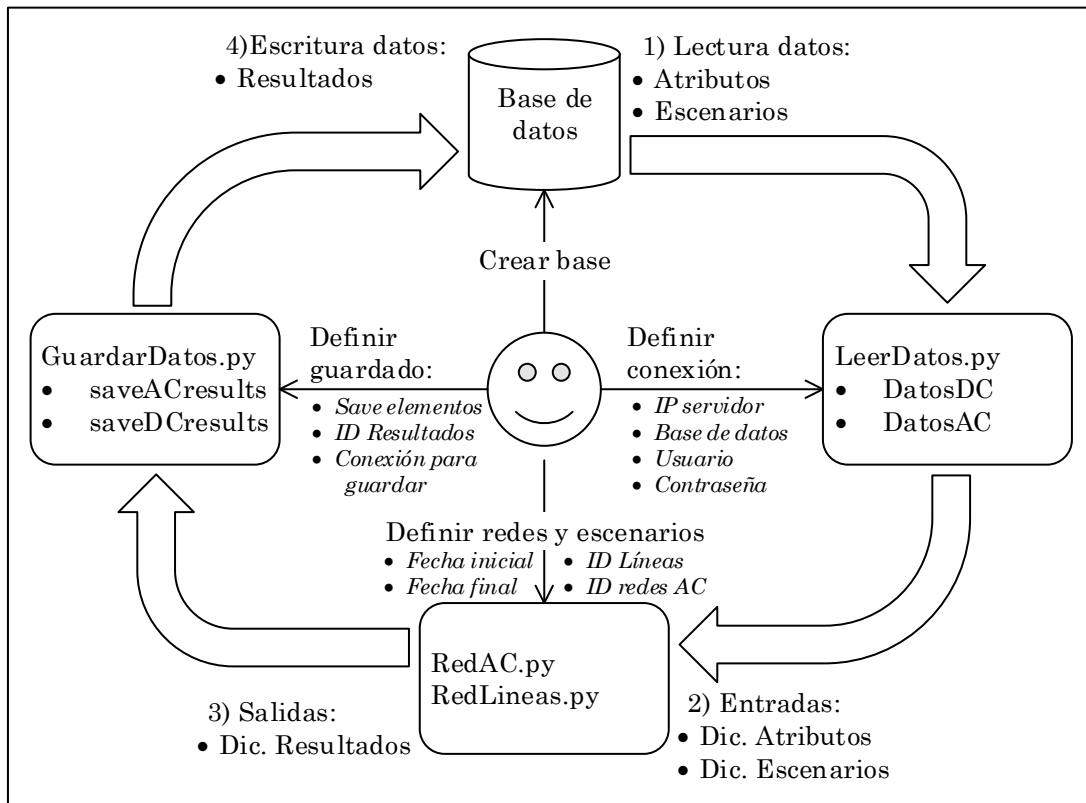 4)Escritura datos:
• Resultados
Base de
datos
1) Lectura datos:
• Atributos
• Escenarios
Crear base
GuardarDatos.py
• saveACresults
• saveDCresults
Definir
guardado:
• Save elementos
• ID Resultados
• Conexión para
guardar
Definir
conexión:
• IP servidor
• Base de datos
• Usuario
• Contraseña
LeerDatos.py
• DatosDC
• DatosAC
Definir redes y escenarios
• Fecha inicial
• Fecha final
• ID Líneas
• ID redes AC
RedAC.py
RedLineas.py
3) Salidas:
• Dic. Resultados
2) Entradas:
• Dic. Atributos
• Dic. Escenarios